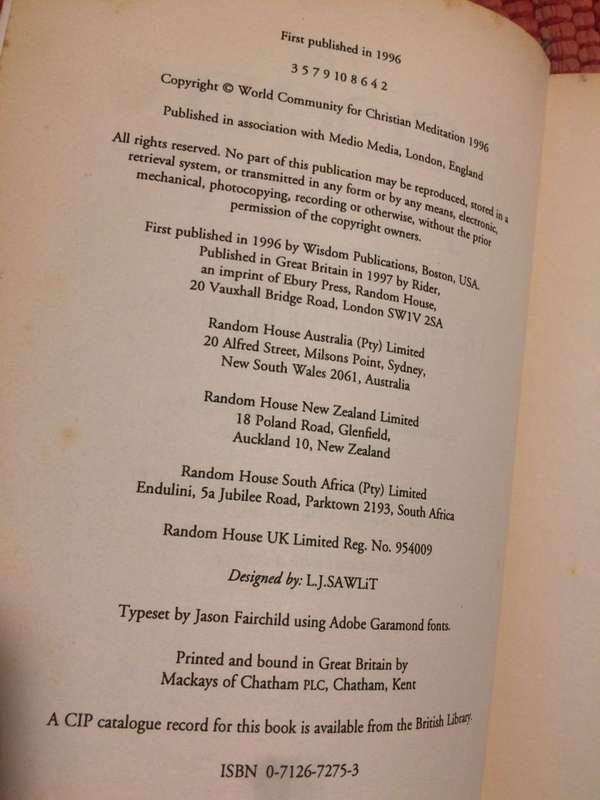 First published in 1996
3 5 7 9 10 8 6 4 2
Copyright © World Community for Christian Meditation 1996
Published in association with Medio Media, London, England
All rights reserved. No part of this publication may be reproduced, stored in a
retrieval system, or transmitted in any form or by any means, electronic,
mechanical, photocopying, recording or otherwise, without the prior
permission of the copyright owners.
First published in 1996 by Wisdom Publications, Boston, USA.
Published in Great Britain in 1997 by Rider,
an imprint of Ebury Press, Random House,
20 Vauxhall Bridge Road, London SW1V 2SA
Random House Australia (Pty) Limited
20 Alfred Street, Milsons Point, Sydney,
New South Wales 2061, Australia
Random House New Zealand Limited
18 Poland Road, Glenfield,
Auckland 10, New Zealand
Random House South Africa (Pty) Limited
Endulini, 5a Jubilee Road, Parktown 2193, South Africa
Random House UK Limited Reg. No. 954009
Designed by: L.J.SAWLiT
Typeset by Jason Fairchild using Adobe Garamond fonts.
Printed and bound in Great Britain by
Mackays of Chatham PLC, Chatham, Kent
A CIP catalogue record for this book is available from the British Library.
ISBN 0-7126-7275-3